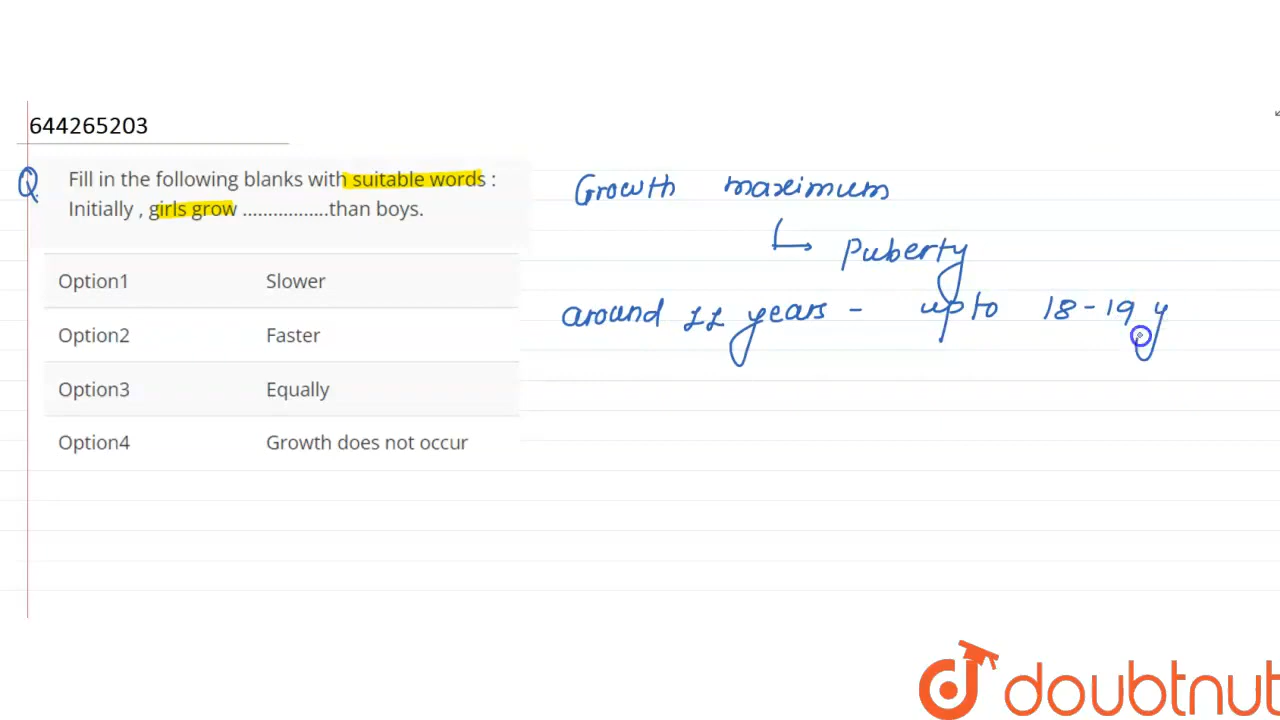 644265203
Q Fill in the following blanks with suitable words :
Initially , girls grow .................than boys.
Option1 Slower
Option2 Faster
Option3 Equally
Option4 Growth does not occur
Growth maximum
Puberty
around 11 years - upto 18-19 y
doubtnut